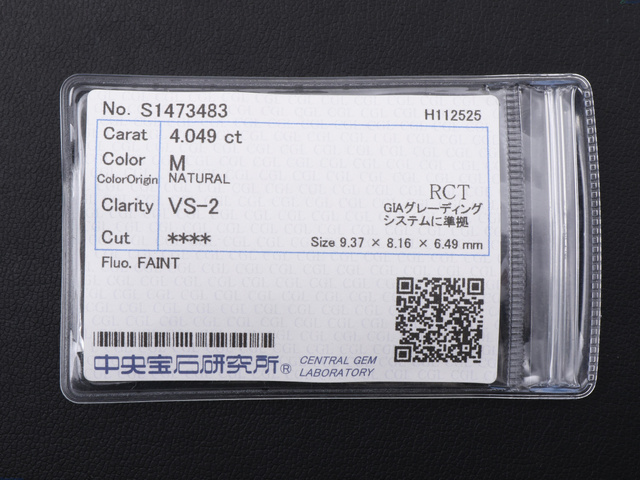 No. S1473483
H112525
Carat 4.049 ct
Color M
ColorOrigin NATURAL
Clarity VS-2
RCT
GIAグレーディング
システムに準拠
Cut ****
Size 9.37 × 8.16 × 6.49 mm
Fluo. FAINT
中央宝石研究所®
CENTRAL GEM
LABORATORY